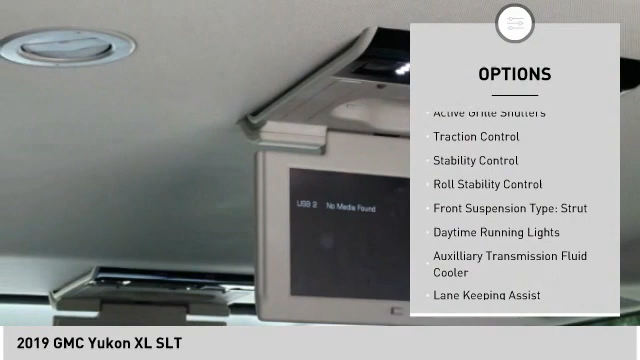 OPTIONS
Active Grille Shutters
Traction Control
Stability Control
Roll Stability Control
Front Suspension Type: Strut
Daytime Running Lights
Auxilliary Transmission Fluid
Cooler
Lane Keeping Assist
USB 2 No Media Found
2019 GMC Yukon XL SLT